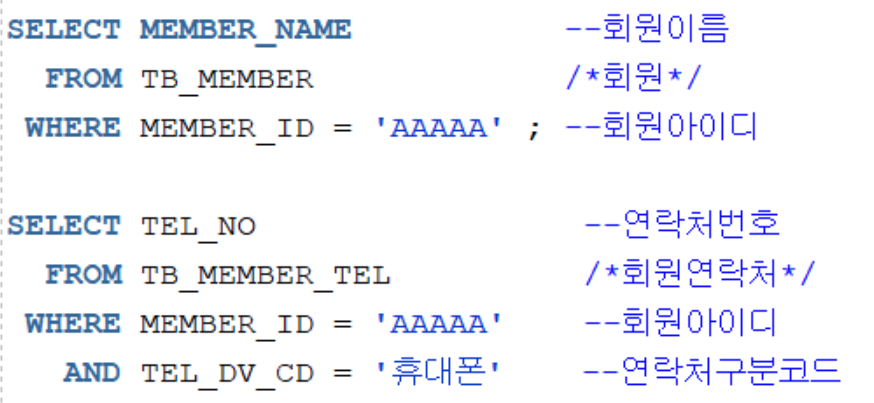 SELECT MEMBER_NAME --회원이름
FROM TB_MEMBER /*회원*/
WHERE MEMBER_ID = 'AAAAA' ; --회원아이디
SELECT TEL_NO --연락처번호
FROM TB_MEMBER_TEL /*회원연락처*/
WHERE MEMBER_ID = 'AAAAA' --회원아이디
AND TEL_DV_CD = '휴대폰' --연락처구분코드